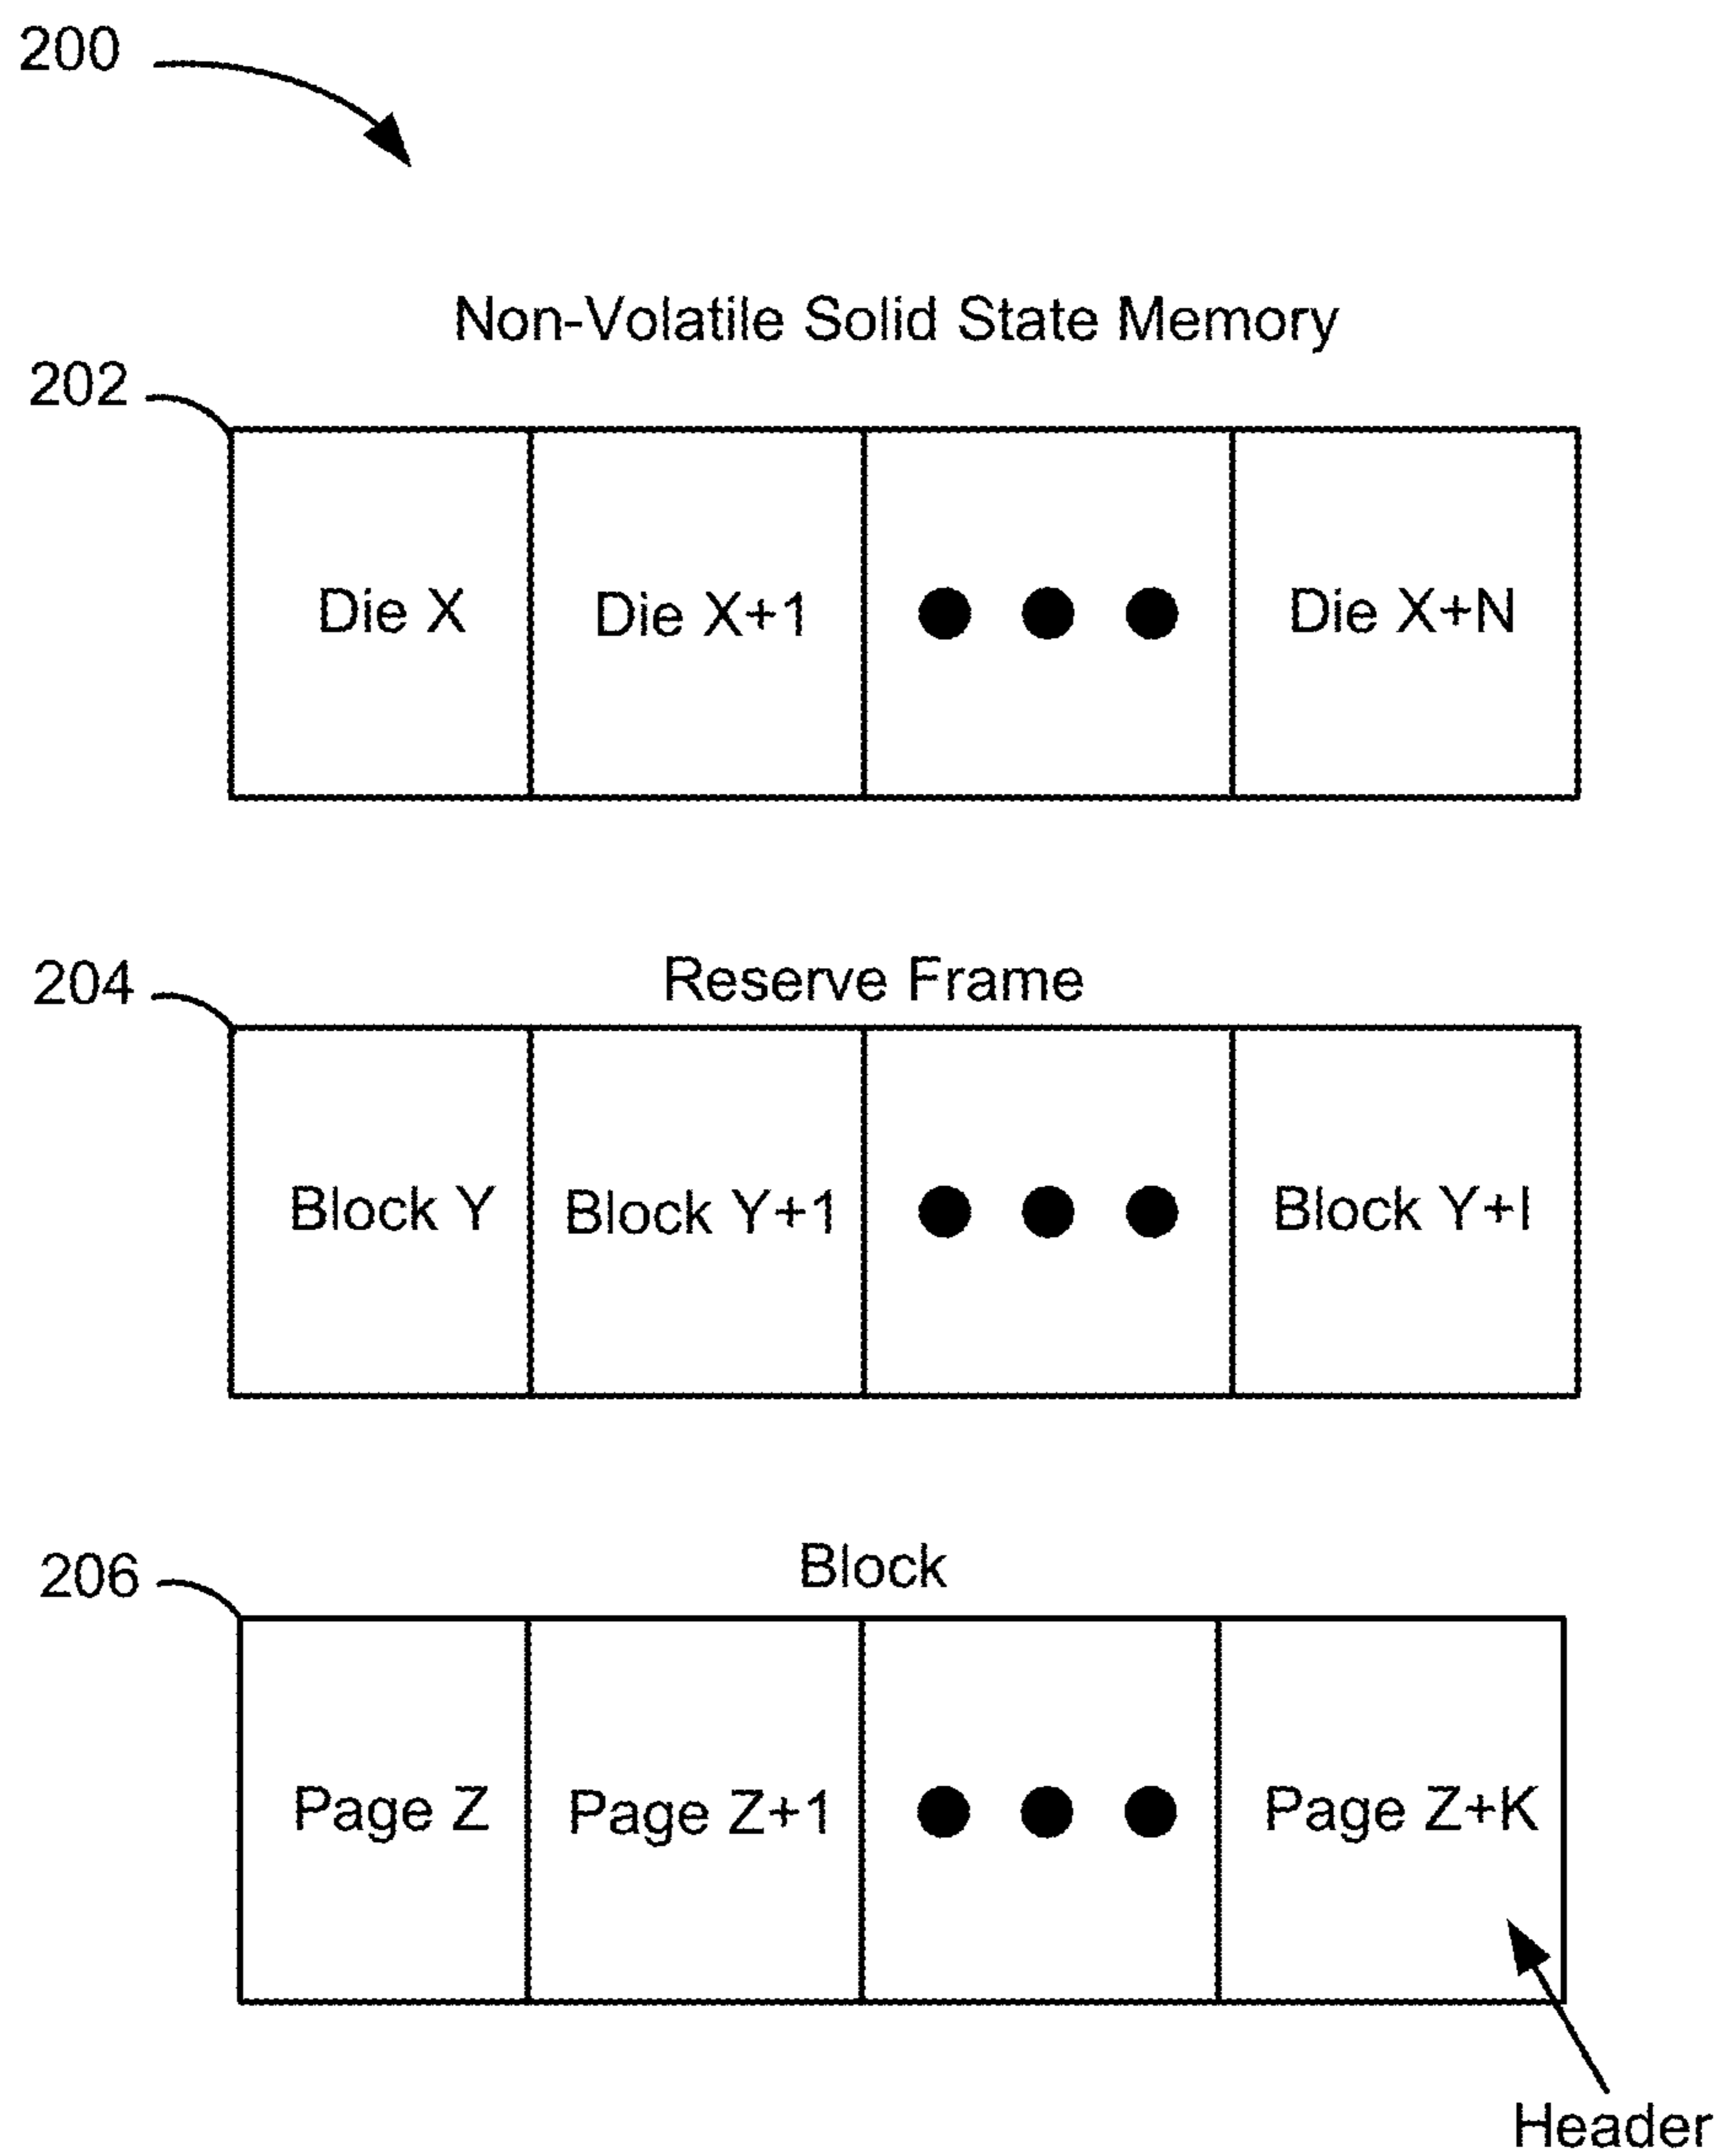 200
Non-Volatile Solid State Memory
202
Die X
Die X+1
Die X+N
204
Reserve Frame
Block Y
Block Y+1
Block Y+I
206
Block
Page Z
Page Z+1
Page Z+K
Header